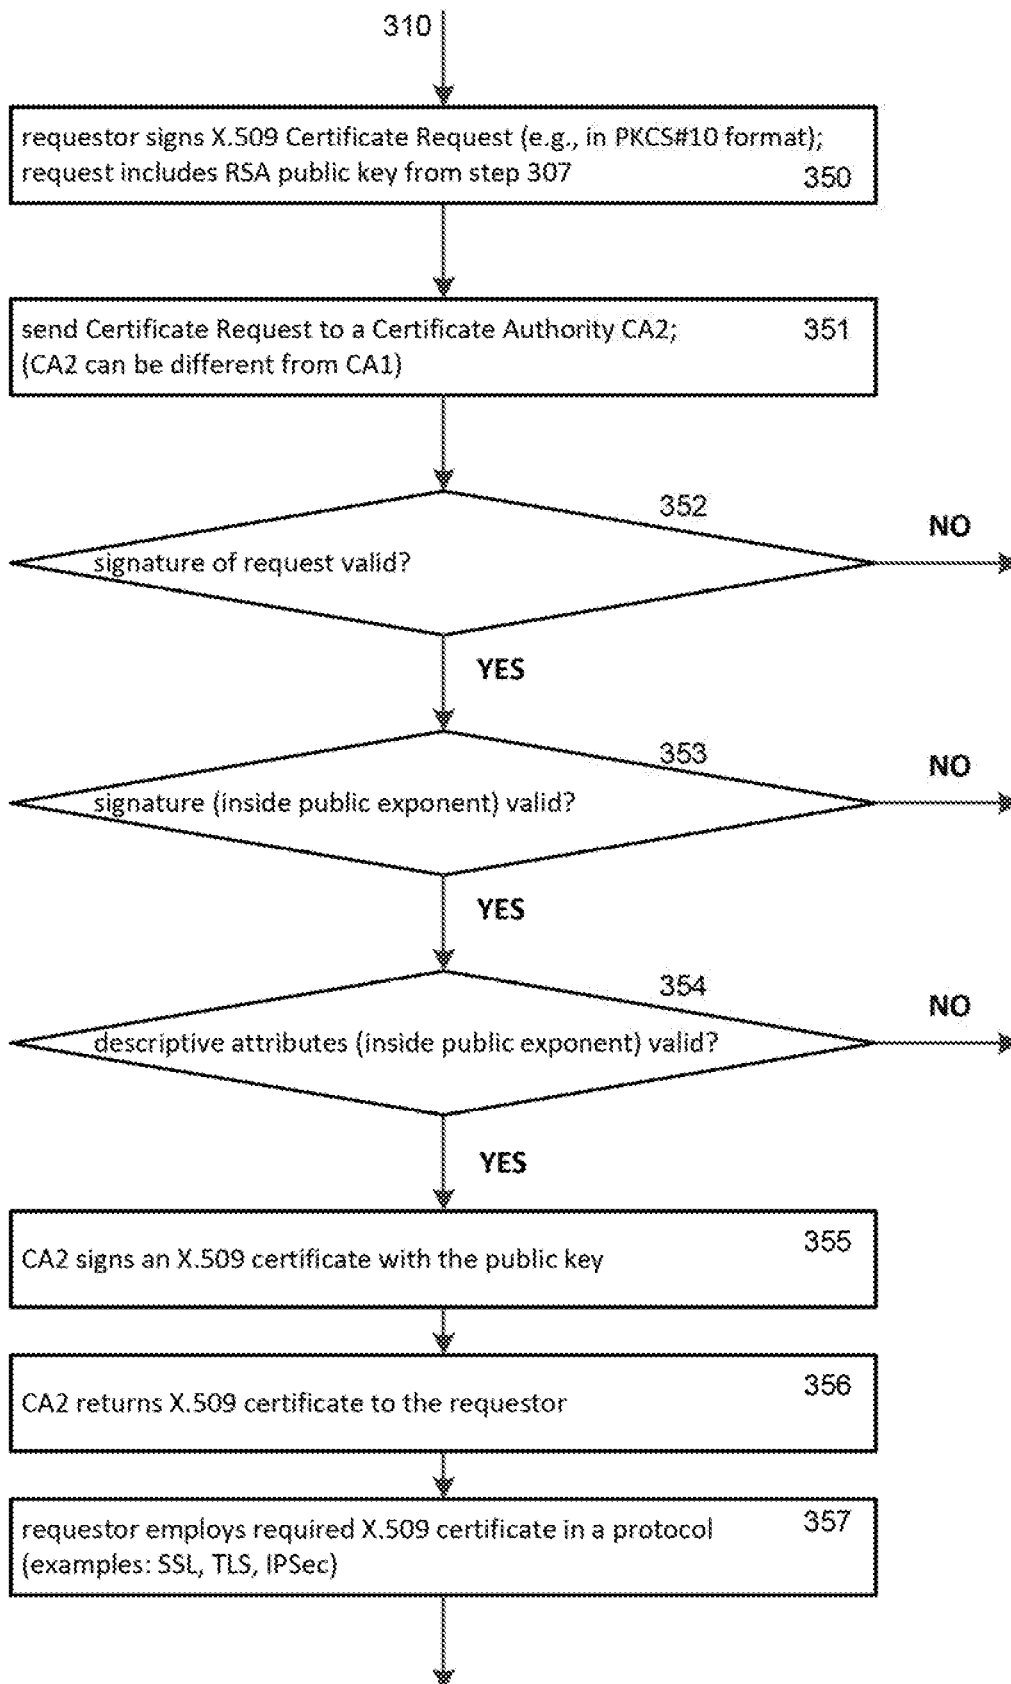 310
requestor signs X.509 Certificate Request (e.g., in PKCS#10 format);
request includes RSA public key from step 307
350
send Certificate Request to a Certificate Authority CA2;
351
(CA2 can be different from CA1)
352
NO
signature of request valid?
YES
353
NO
signature (inside public exponent) valid?
YES
354
NO
descriptive attributes (inside public exponent) valid?
YES
355
CA2 signs an X.509 certificate with the public key
356
CA2 returns X.509 certificate to the requestor
requestor employs required X.509 certificate in a protocol
357
(examples: SSL, TLS, IPSec)